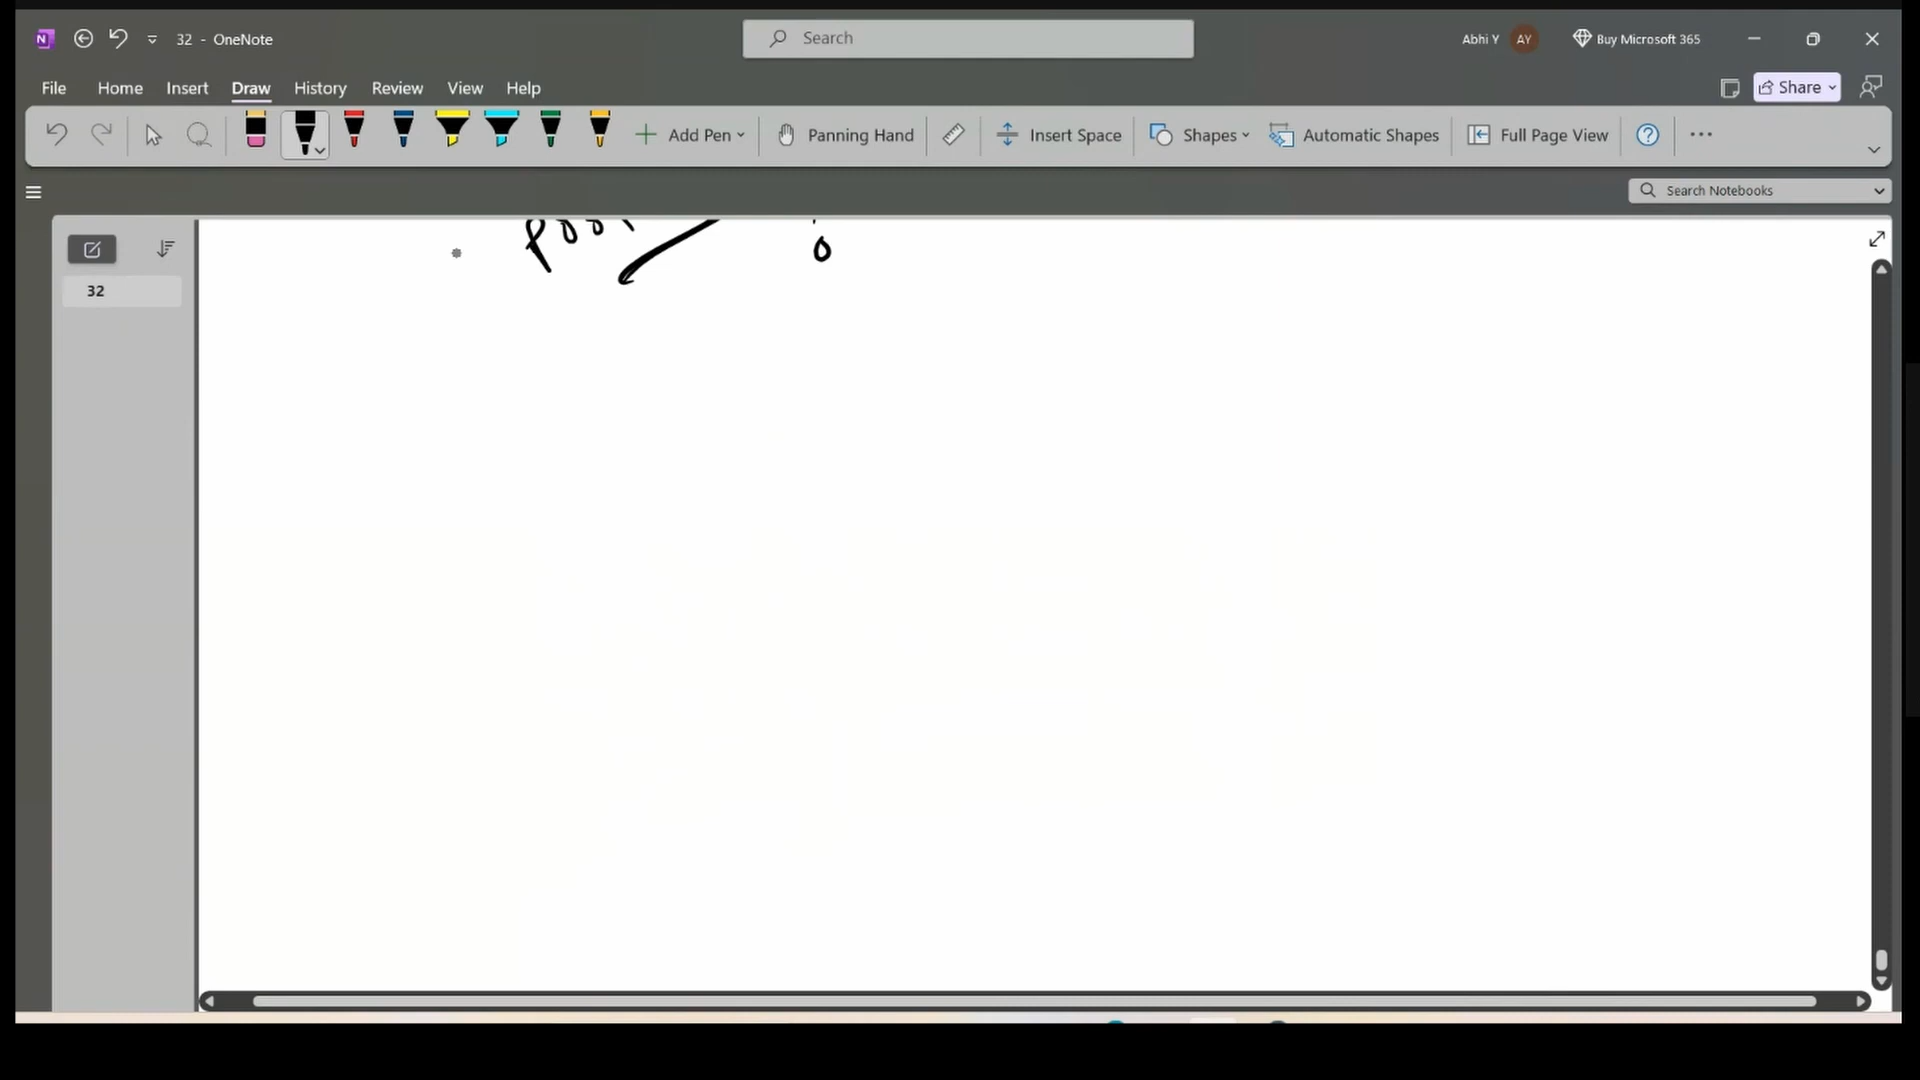 32 - OneNote
Search
Abhi Y AY
Buy Microsoft 365
File Home Insert Draw History Review View Help
Share
Add Pen
Panning Hand
Insert Space
Shapes
Automatic Shapes
Full Page View
Search Notebooks
32